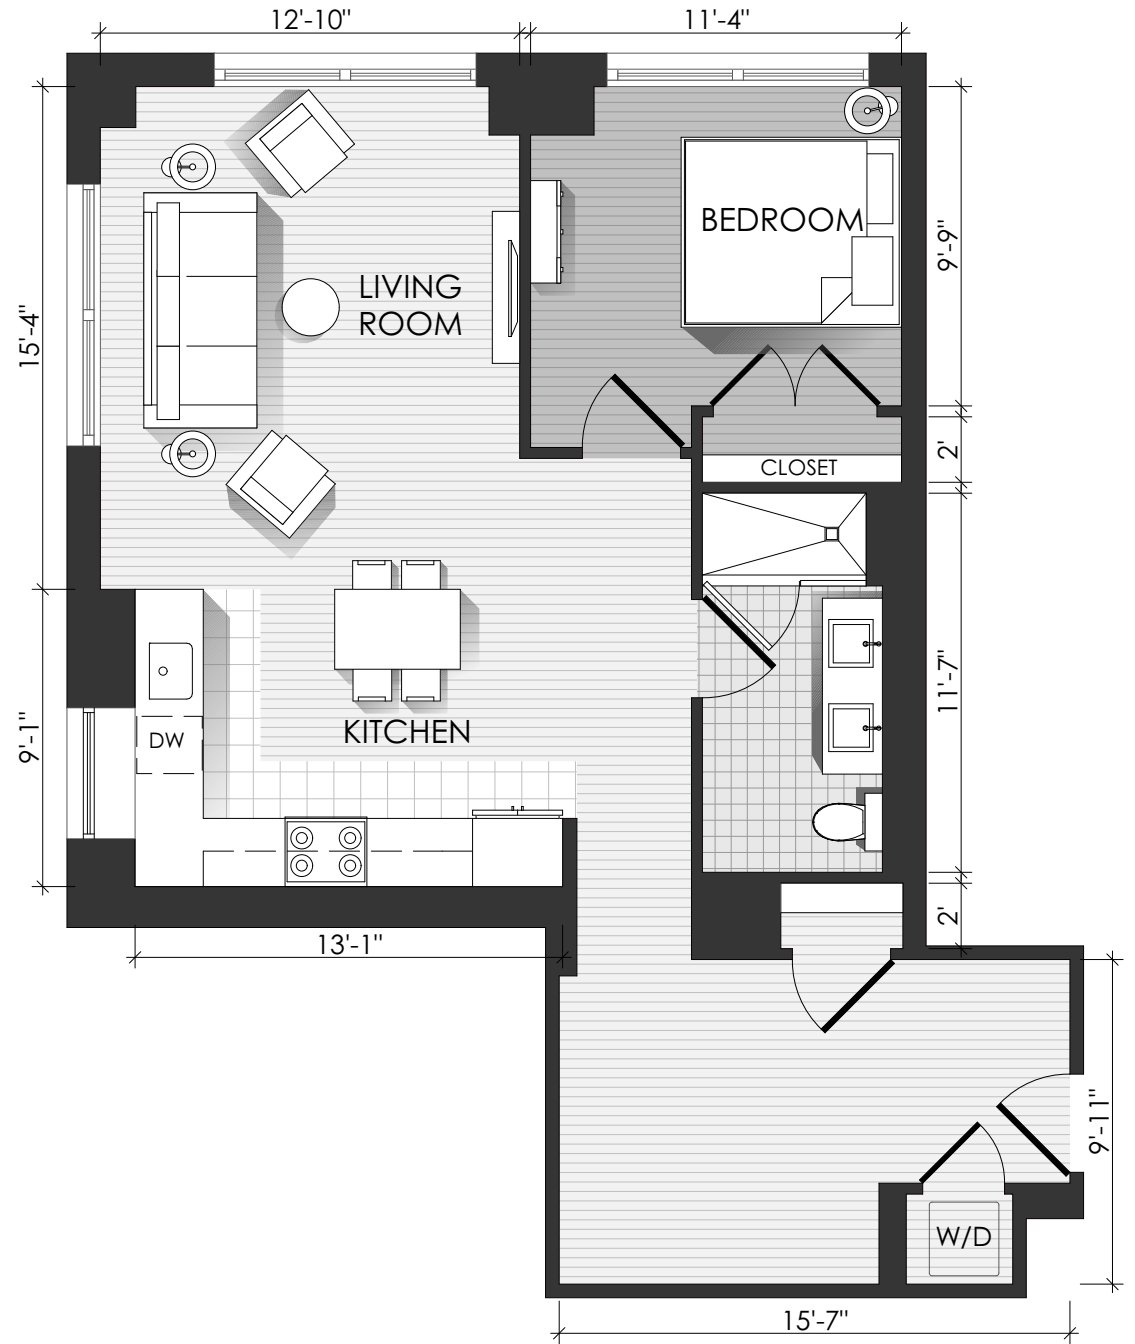 12'-10"
11'-4"
BEDROOM
9'-9"
LIVING
ROOM
15'-4"
2'
CLOSET
11'-7"
9'-1"
DW
KITCHEN
2'
13'-1"
9'-11"
W/D
15'-7"